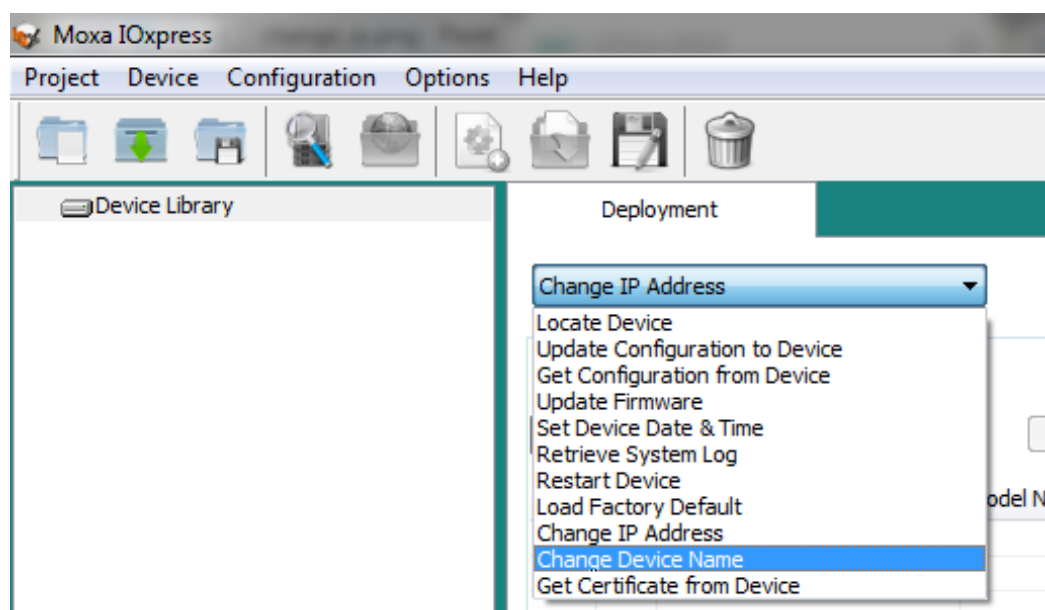 Moxa IOxpress
Project Device Configuration Options Help
Device Library
Deployment
Change IP Address
Locate Device
Update Configuration to Device
Get Configuration from Device
Update Firmware
Set Device Date & Time
Retrieve System Log
Restart Device
Load Factory Default
odel N
Change IP Address
Change Device Name
Get Certificate from Device